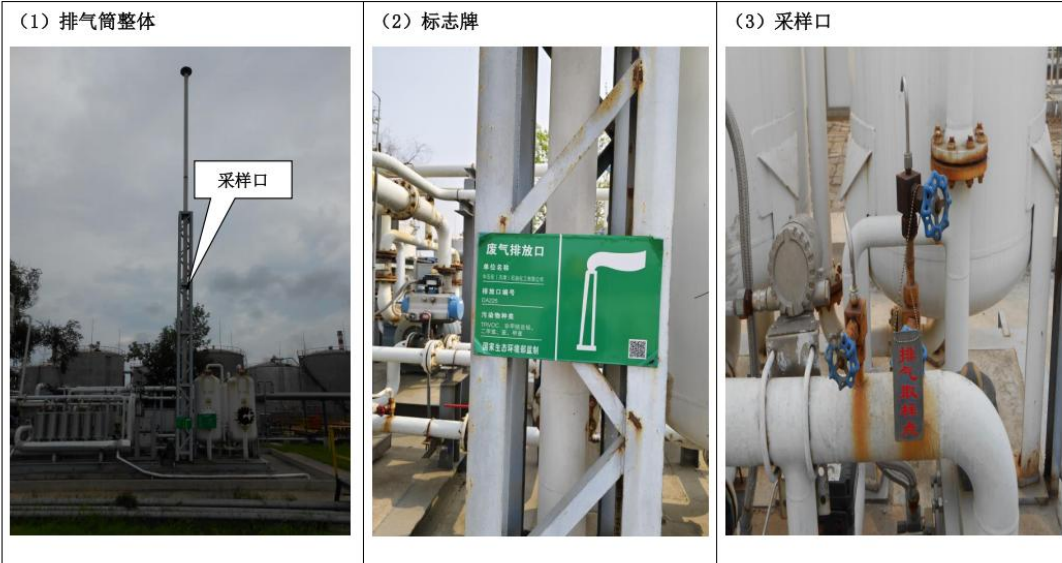 （1）排气筒整体
（2）标志牌
（3）采样口
采样口
废气排放口
单位名称
排放口编号
污染物种类
国家生态环境部监制
排气取样点